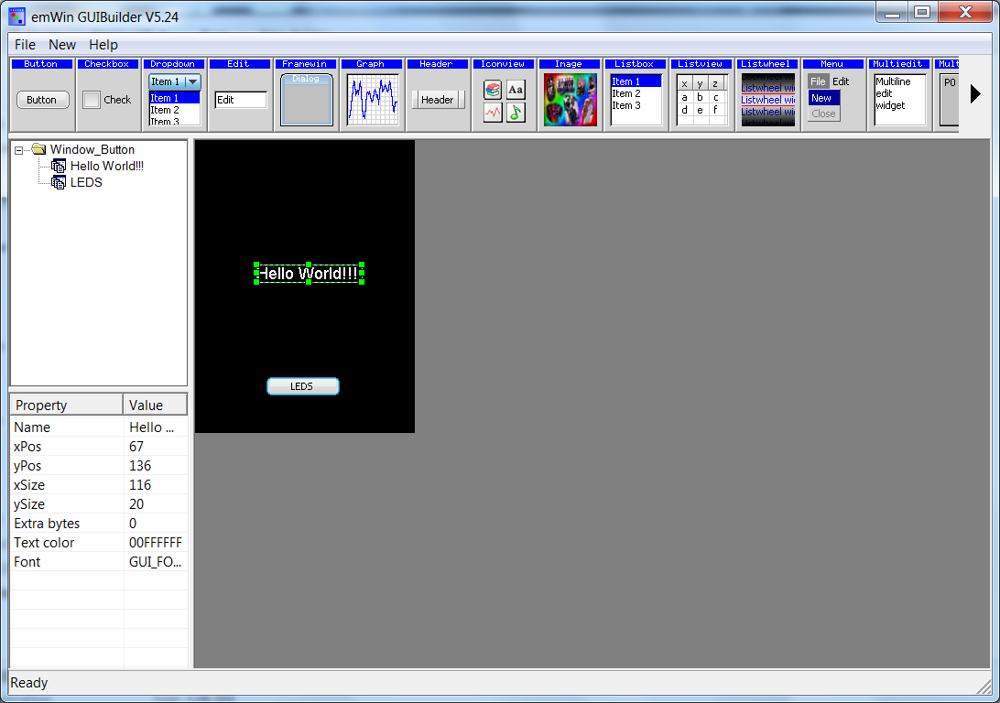 emWin GUIBuilder V5.24
File New Help
Button Checkbox Dropdown Edit Framewin Graph Header Iconview Image Listbox Listview Listwheel Menu Multiedit Mult
Button
Check
Item 1
Item 1
Item 2
Item 3
Edit
Dialog
Header
Aa
Item 1
Item 2
Item 3
x y z
a b c
d e f
Listwheel wi
Listwheel wi
Listwheel wi
File Edit
New
Close
Multiline
edit
widget
P0
Window_Button
Hello World!!!
LEDS
Hello World!!!
LEDS
Property Value
Name Hello ...
xPos 67
yPos 136
xSize 116
ySize 20
Extra bytes 0
Text color 00FFFFFF
Font GUI_FO...
Ready